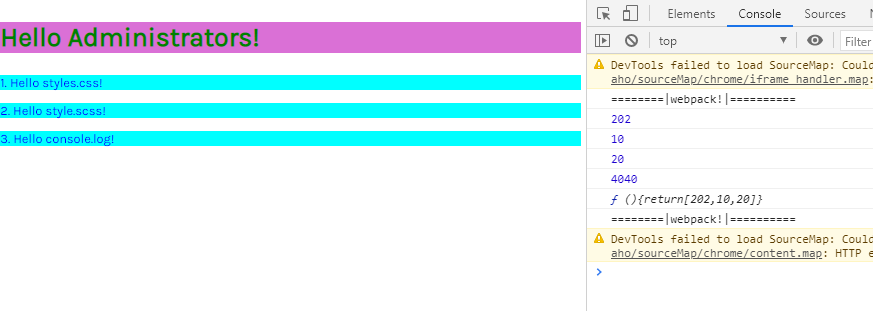 Hello Administrators!
1. Hello styles.css!
2. Hello style.scss!
3. Hello console.log!
Elements Console Sources
top Filter
DevTools failed to load SourceMap: Coul
aho/sourceMap/chrome/iframe_handler.map:
========|webpack!|==========
202
10
20
4040
ƒ (){return[202,10,20]}
========|webpack!|==========
DevTools failed to load SourceMap: Coul
aho/sourceMap/chrome/content.map: HTTP e